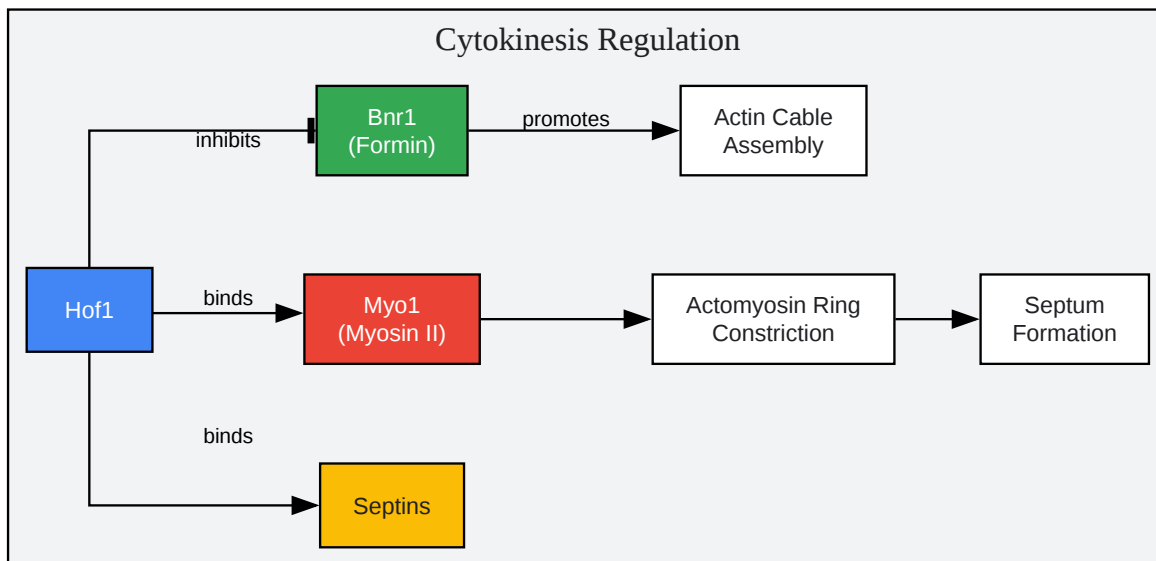 Cytokinesis Regulation
Bnr1
(Formin)
promotes
Actin Cable
Assembly
inhibits
Hof1
binds
Myo1
(Myosin II)
Actomyosin Ring
Constriction
Septum
Formation
binds
Septins